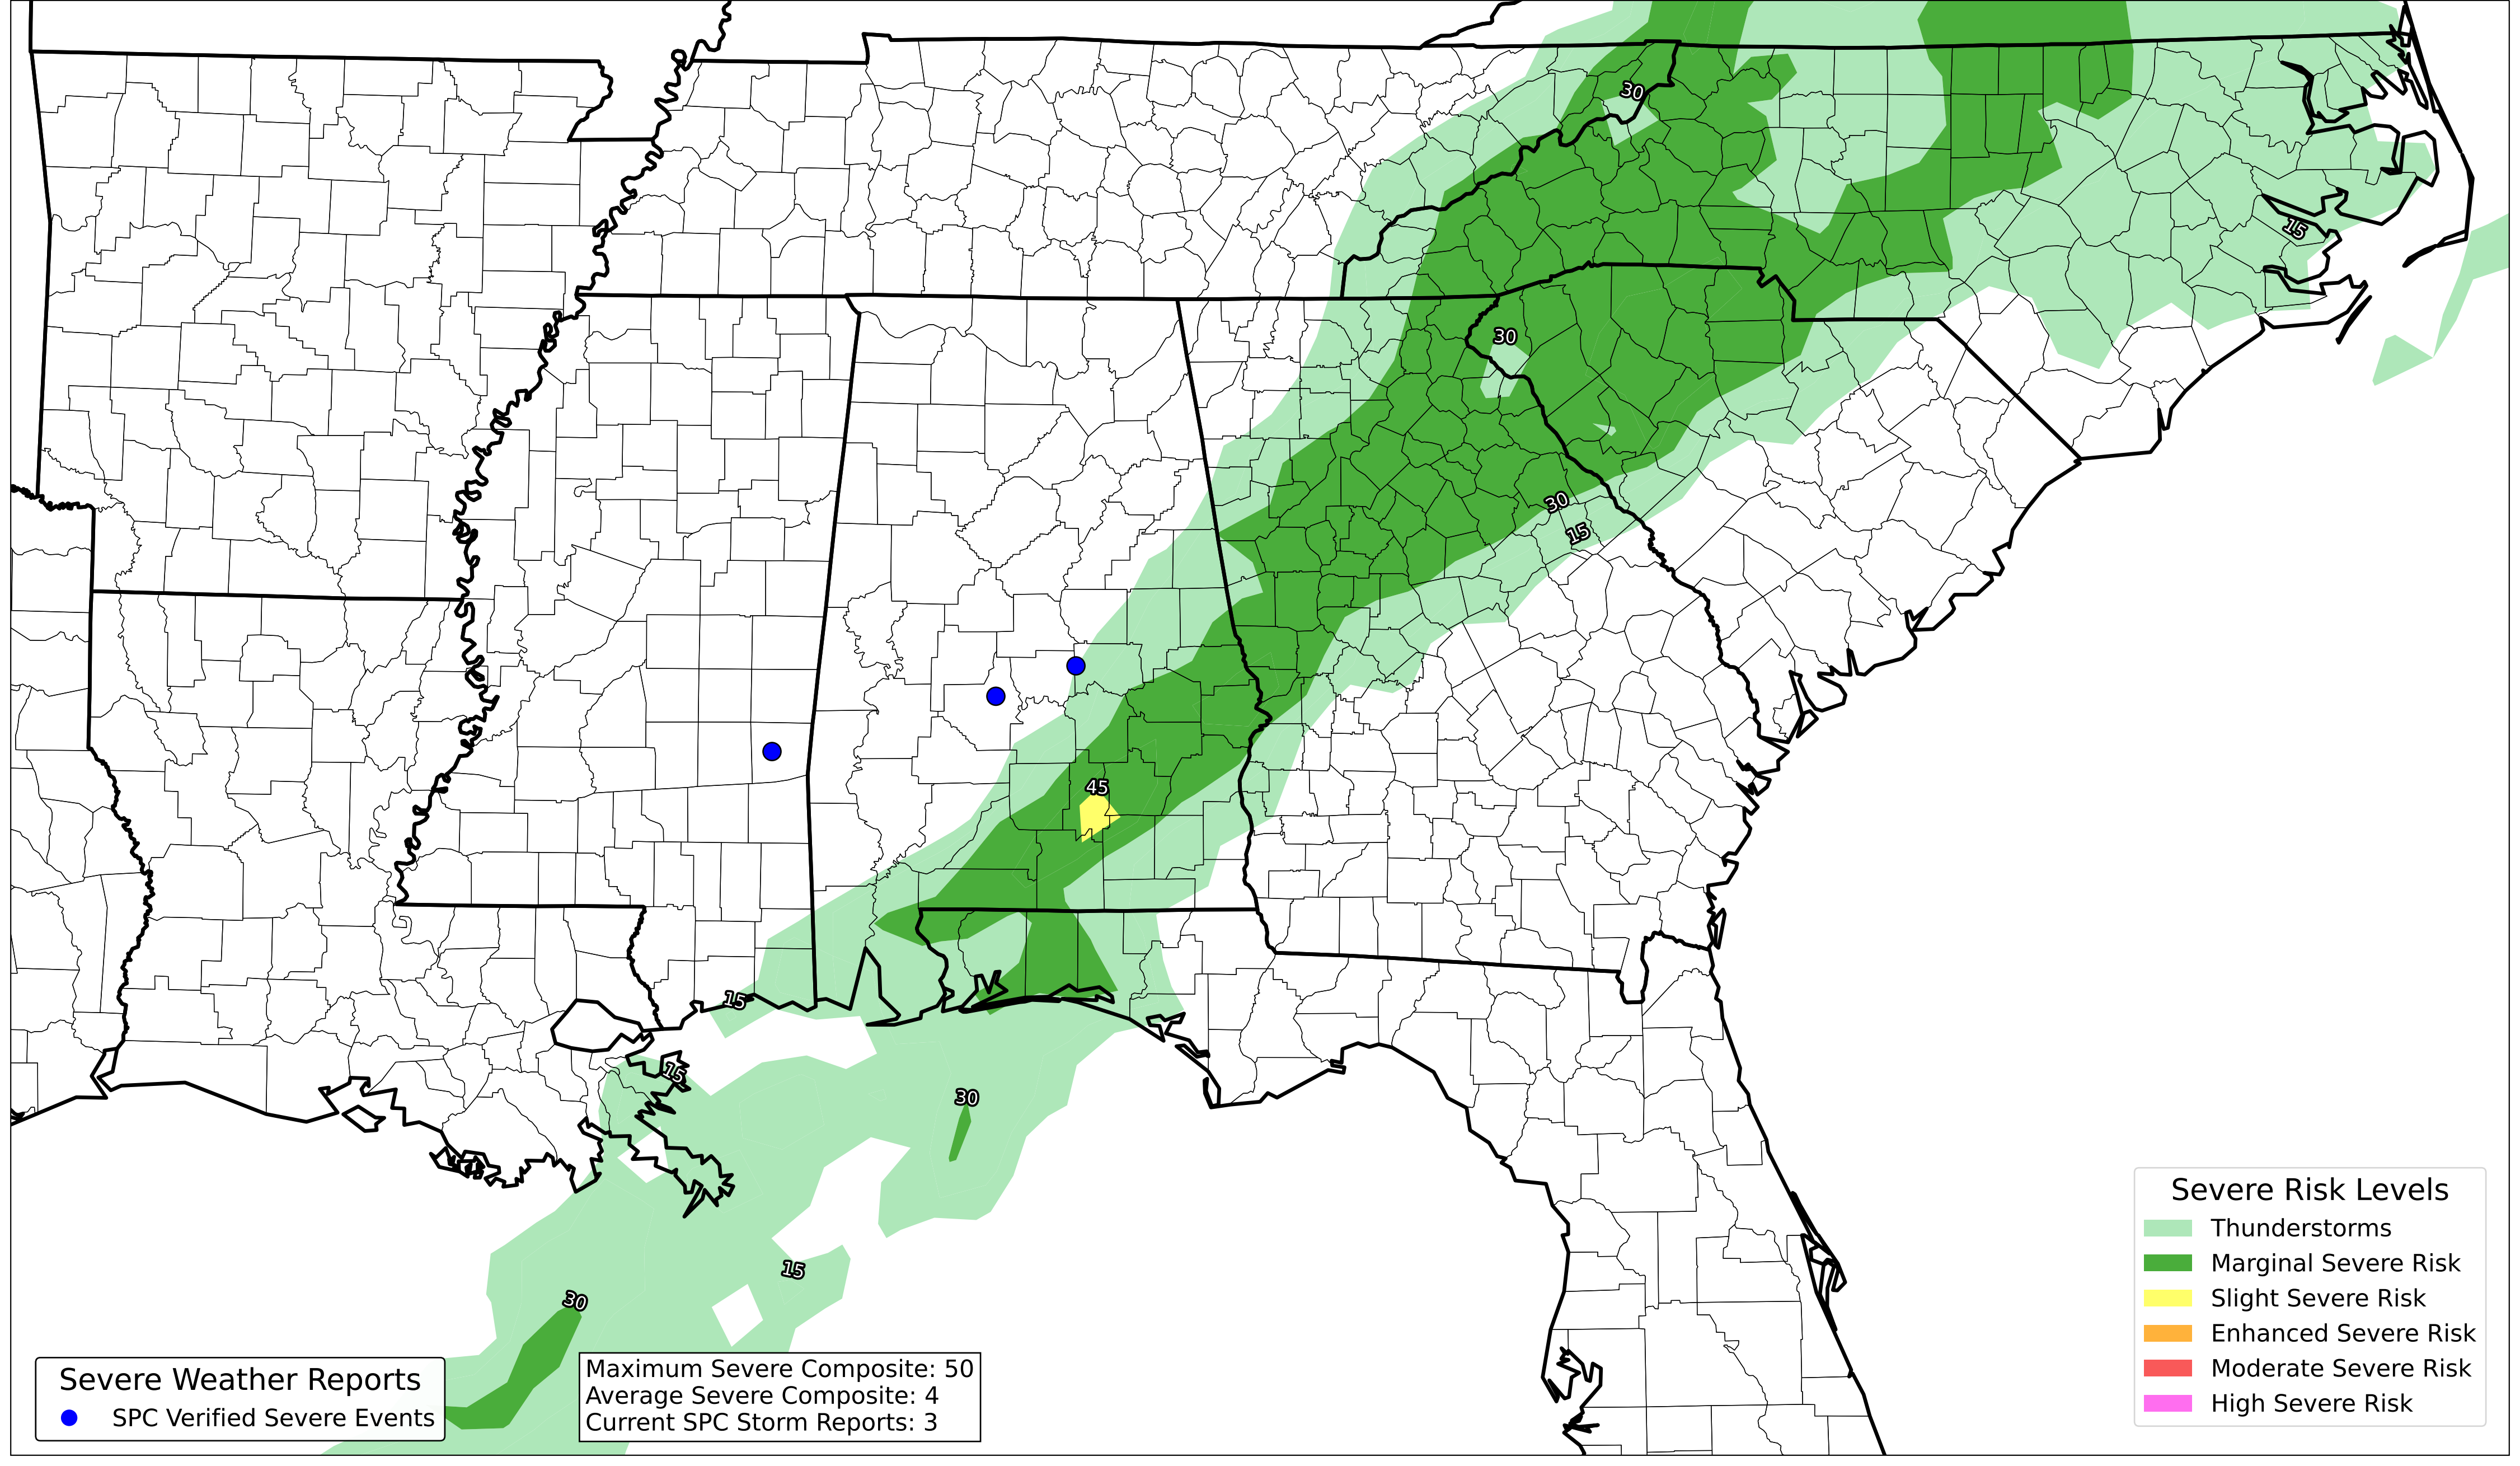 30
15
30
30
15
45
15
15
30
15
30
Severe Risk Levels
Thunderstorms
Marginal Severe Risk
Slight Severe Risk
Enhanced Severe Risk
Moderate Severe Risk
High Severe Risk
Severe Weather Reports
SPC Verified Severe Events
Maximum Severe Composite: 50
Average Severe Composite: 4
Current SPC Storm Reports: 3